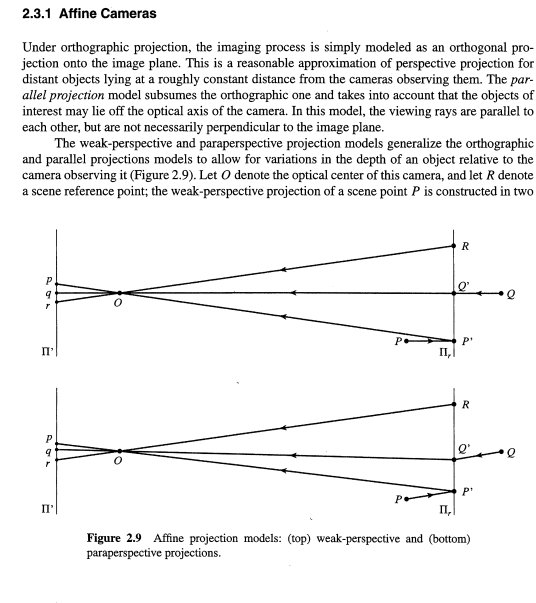 2.3.1 Affine Cameras
Under orthographic projection, the imaging process is simply modeled as an orthogonal pro-
jection onto the image plane. This is a reasonable approximation of perspective projection for
distant objects lying at a roughly constant distance from the cameras observing them. The par-
allel projection model subsumes the orthographic one and takes into account that the objects of
interest may lie off the optical axis of the camera. In this model, the viewing rays are parallel to
each other, but are not necessarily perpendicular to the image plane.
The weak-perspective and paraperspective projection models generalize the orthographic
and parallel projections models to allow for variations in the depth of an object relative to the
camera observing it (Figure 2.9). Let O denote the optical center of this camera, and let R denote
a scene reference point; the weak-perspective projection of a scene point P is constructed in two
R
p
q
r
O
Q'
Q
P
P'
Π'
Πr
R
p
q
r
O
Q'
Q
P
P'
Π'
Πr
Figure 2.9 Affine projection models: (top) weak-perspective and (bottom)
paraperspective projections.